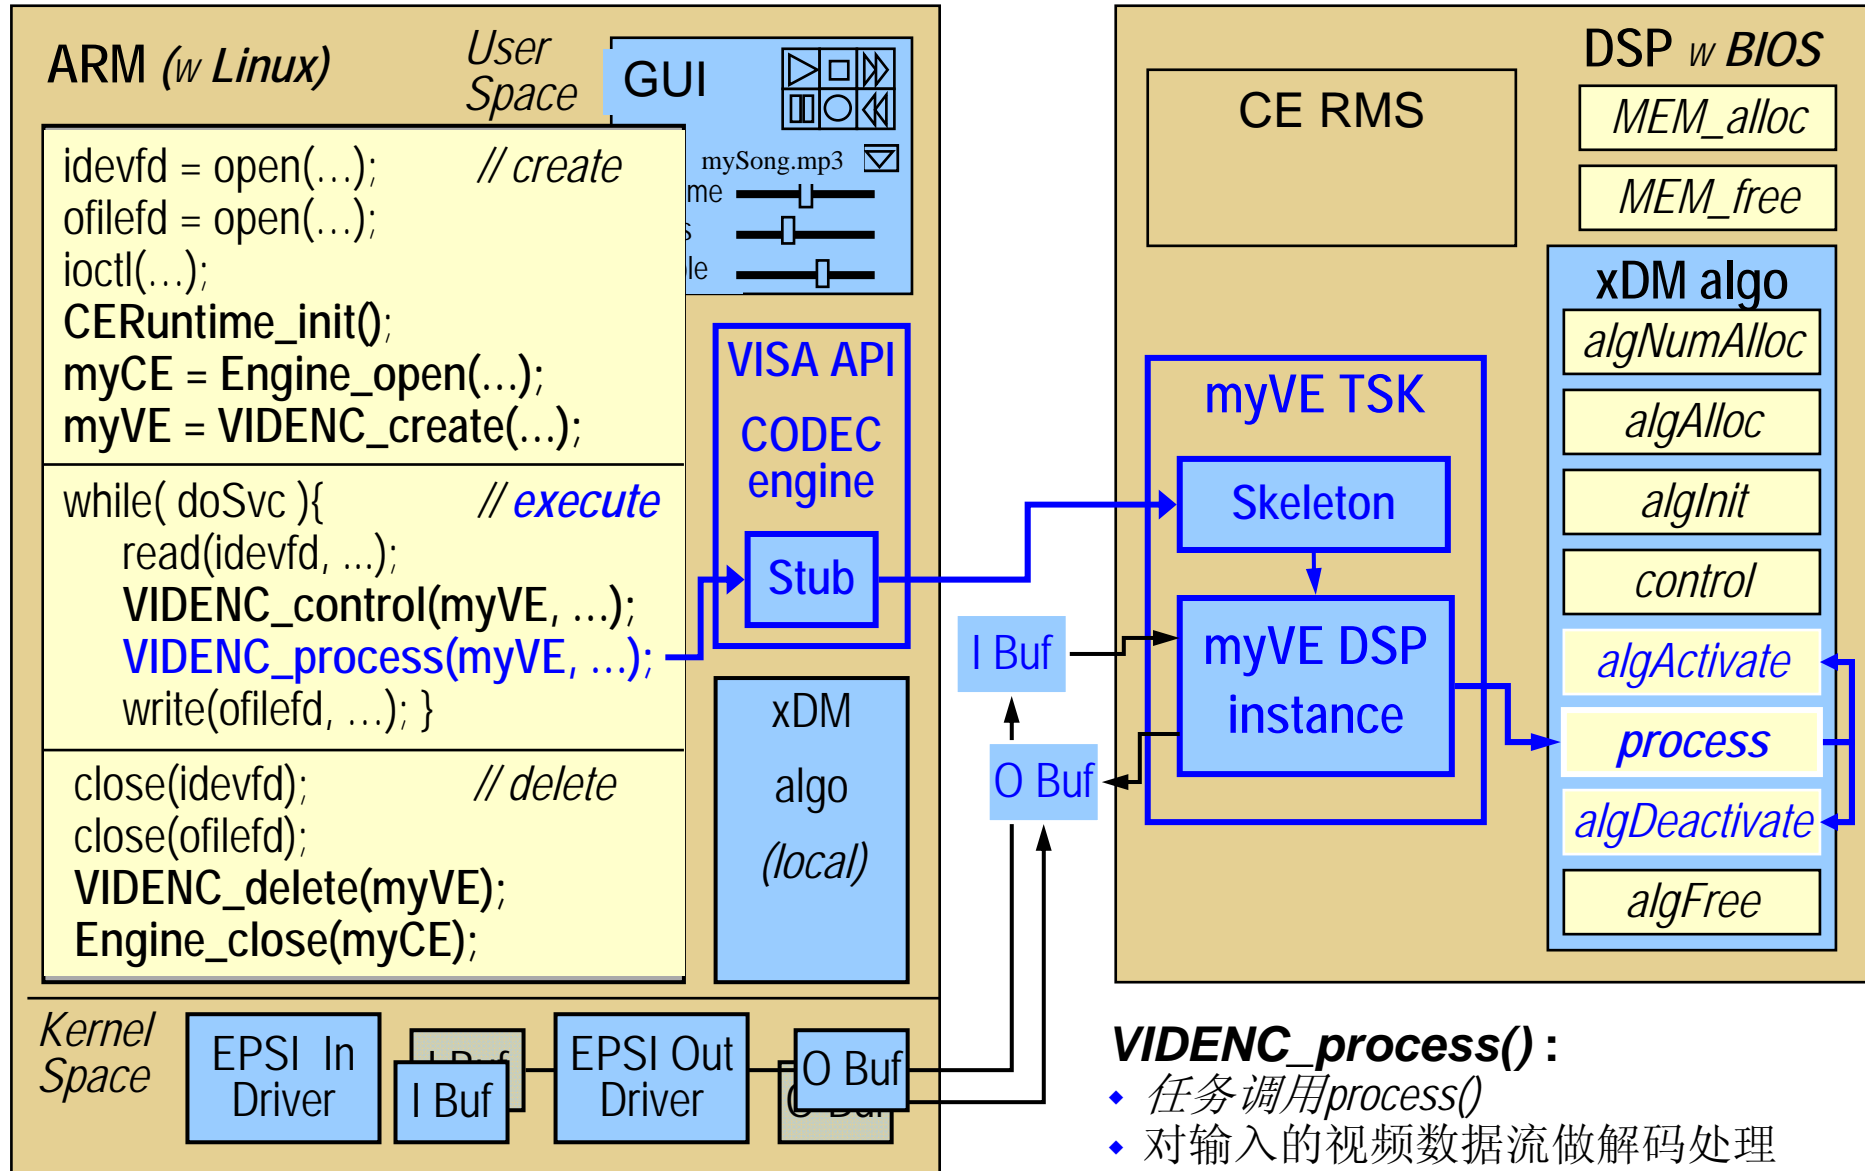 ARM (w Linux)
User
Space
GUI
mySong.mp3
me
s
le
idevfd = open(…); // create
ofilefd = open(…);
ioctl(…);
CERuntime_init();
myCE = Engine_open(…);
myVE = VIDENC_create(…);
while( doSvc ){ // execute
read(idevfd, …);
VIDENC_control(myVE, …);
VIDENC_process(myVE, …);
write(ofilefd, …); }
close(idevfd); // delete
close(ofilefd);
VIDENC_delete(myVE);
Engine_close(myCE);
VISA API
CODEC
engine
Stub
xDM
algo
(local)
Kernel
Space
EPSI In
Driver
I Buf
I Buf
EPSI Out
Driver
O Buf
O Buf
I Buf
O Buf
DSP w BIOS
CE RMS
MEM_alloc
MEM_free
myVE TSK
Skeleton
myVE DSP
instance
xDM algo
algNumAlloc
algAlloc
algInit
control
algActivate
process
algDeactivate
algFree
VIDENC_process() :
任务调用process()
对输入的视频数据流做解码处理